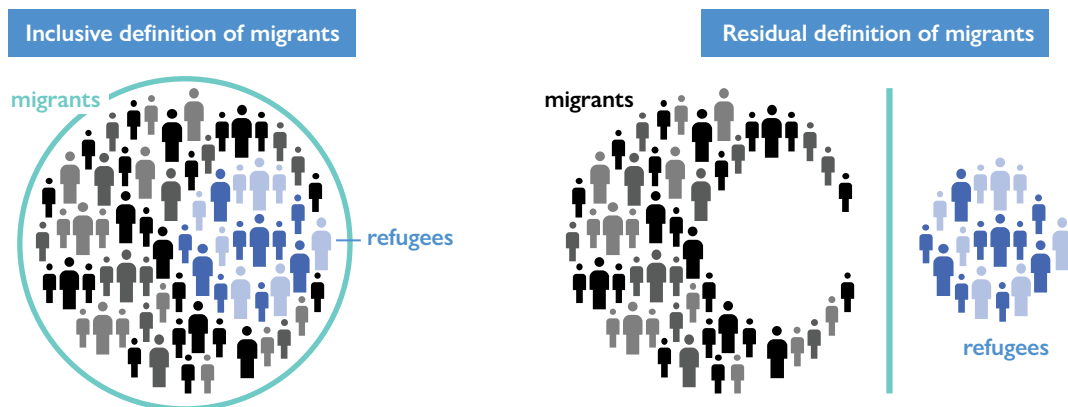 Inclusive definition of migrants
migrants
refugees
Residual definition of migrants
migrants
refugees